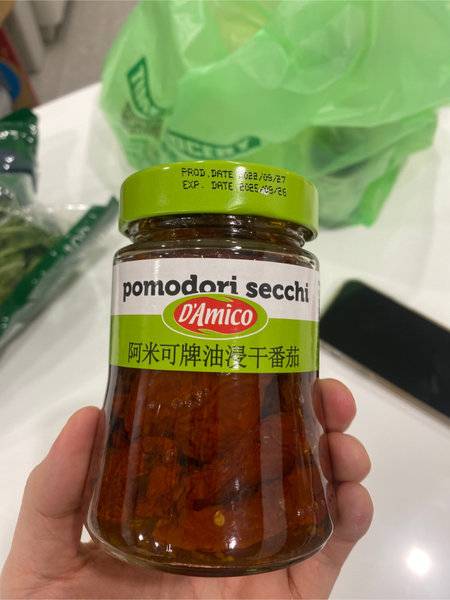 PROD.DATE 2022/09/27
EXP. DATE 2025/09/26
pomodori secchi
D'Amico
阿米可牌油浸干番茄